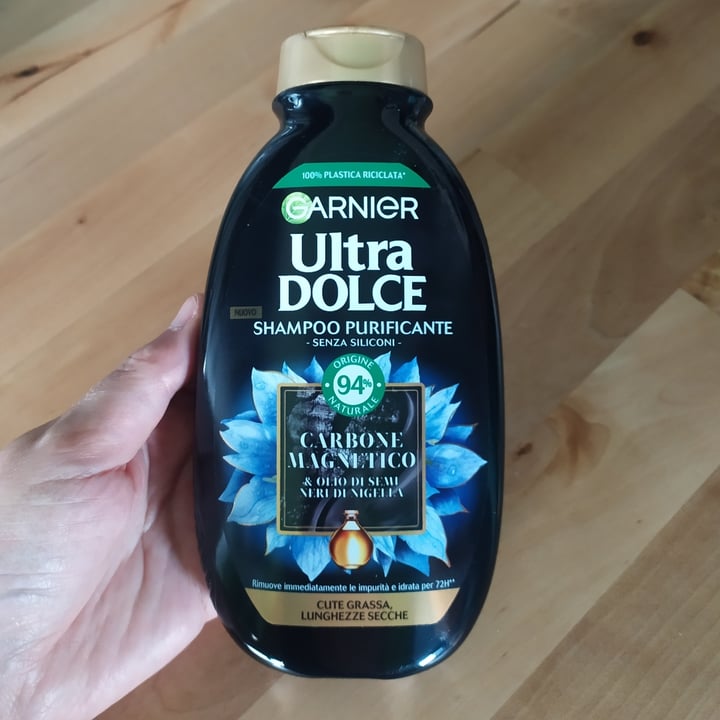 100% PLASTICA RICICLATA*
GARNIER
Ultra
DOLCE
NUOVO
SHAMPOO PURIFICANTE
- SENZA SILICONI -
ORIGINE
94%
NATURALE
CARBONE
MAGNETICO
& OLIO DI SEMI
NERI DI NIGELLA
Rimuove immediatamente le impurità e idrata per 72H**
CUTE GRASSA,
LUNGHEZZE SECCHE